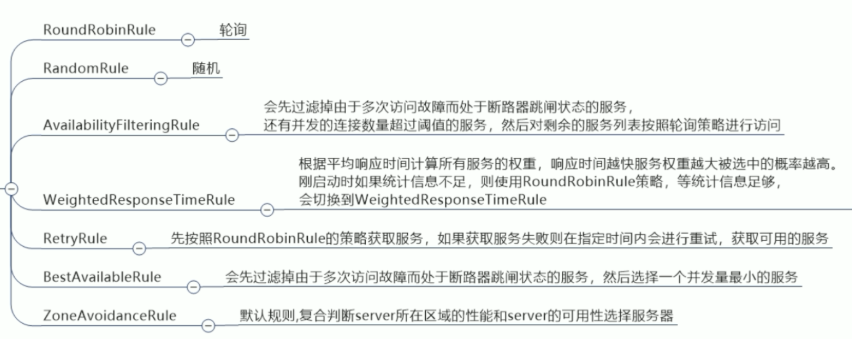 RoundRobinRule 轮询
RandomRule 随机
AvailabilityFilteringRule
会先过滤掉由于多次访问故障而处于断路器跳闸状态的服务，
还有并发的连接数量超过阈值的服务，然后对剩余的服务列表按照轮询策略进行访问
WeightedResponseTimeRule
根据平均响应时间计算所有服务的权重，响应时间越快服务权重越大被选中的概率越高。
刚启动时如果统计信息不足，则使用RoundRobinRule策略，等统计信息足够，
会切换到WeightedResponseTimeRule
RetryRule 先按照RoundRobinRule的策略获取服务，如果获取服务失败则在指定时间内会进行重试，获取可用的服务
BestAvailableRule 会先过滤掉由于多次访问故障而处于断路器跳闸状态的服务，然后选择一个并发量最小的服务
ZoneAvoidanceRule 默认规则,复合判断server所在区域的性能和server的可用性选择服务器